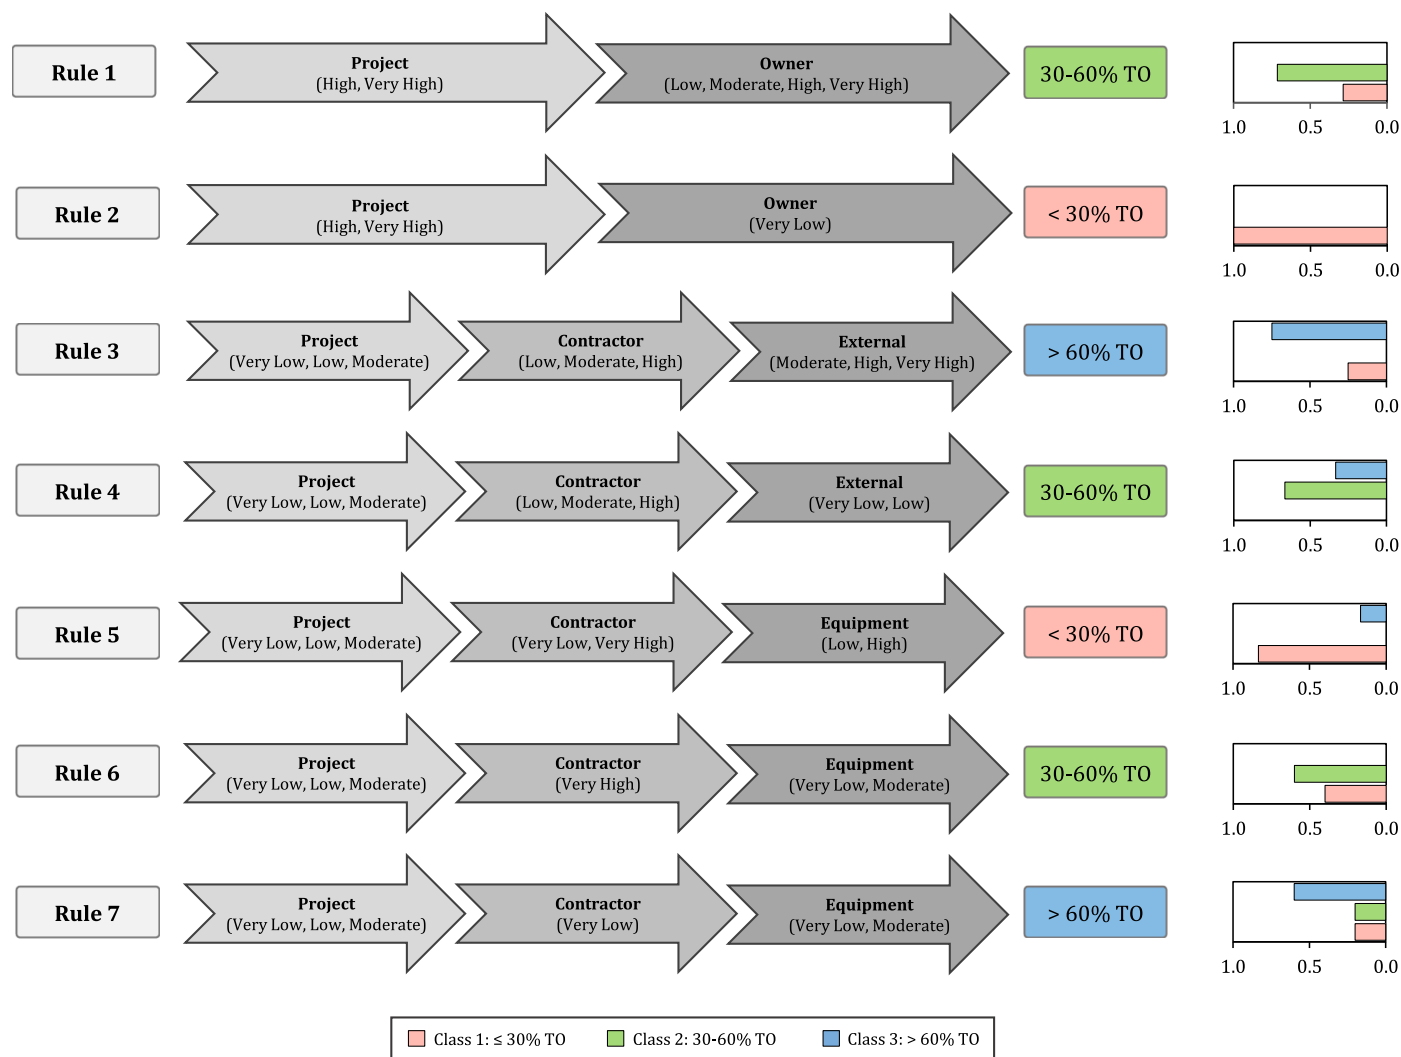 Rule 1
Project
(High, Very High)
Owner
(Low, Moderate, High, Very High)
30-60% TO
1.0 0.5 0.0
Rule 2
Project
(High, Very High)
Owner
(Very Low)
< 30% TO
1.0 0.5 0.0
Rule 3
Project
(Very Low, Low, Moderate)
Contractor
(Low, Moderate, High)
External
(Moderate, High, Very High)
> 60% TO
1.0 0.5 0.0
Rule 4
Project
(Very Low, Low, Moderate)
Contractor
(Low, Moderate, High)
External
(Very Low, Low)
30-60% TO
1.0 0.5 0.0
Rule 5
Project
(Very Low, Low, Moderate)
Contractor
(Very Low, Very High)
Equipment
(Low, High)
< 30% TO
1.0 0.5 0.0
Rule 6
Project
(Very Low, Low, Moderate)
Contractor
(Very High)
Equipment
(Very Low, Moderate)
30-60% TO
1.0 0.5 0.0
Rule 7
Project
(Very Low, Low, Moderate)
Contractor
(Very Low)
Equipment
(Very Low, Moderate)
> 60% TO
1.0 0.5 0.0
Class 1: ≤ 30% TO Class 2: 30-60% TO Class 3: > 60% TO